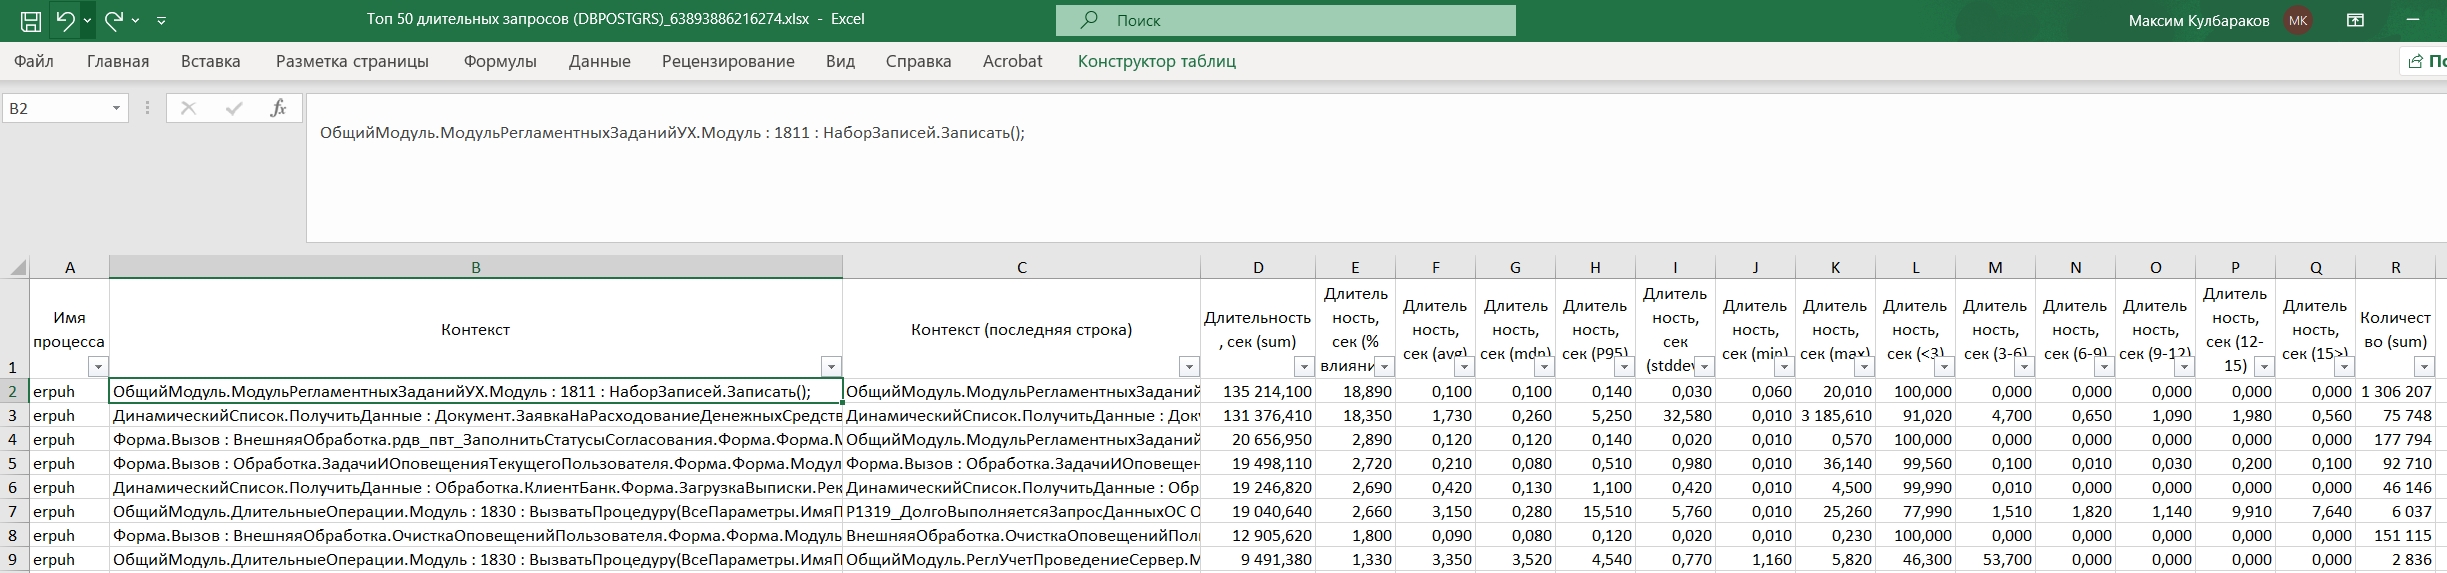 Топ 50 длительных запросов (DBPOSTGRS)_63893886216274.xlsx - Excel
Поиск
Максим Кулбараков МК
Файл Главная Вставка Разметка страницы Формулы Данные Рецензирование Вид Справка Acrobat Конструктор таблиц
B2 fx
ОбщийМодуль.МодульРегламентныхЗаданийУХ.Модуль : 1811 : НаборЗаписей.Записать();
A B C D E F G H I J K L M N O P Q R
1 Имя процесса Контекст Контекст (последняя строка) Длительность, сек (sum) Длительность, сек (% влияни Длительность, сек (avg) Длительность, сек (mdn) Длительность, сек (P95) Длительность, сек (stddev Длительность, сек (min) Длительность, сек (max) Длительность, сек (<3) Длительность, сек (3-6) Длительность, сек (6-9) Длительность, сек (9-12) Длительность, сек (12-15) Длительность, сек (15>) Количество (sum)
2 erpuh ОбщийМодуль.МодульРегламентныхЗаданийУХ.Модуль : 1811 : НаборЗаписей.Записать(); ОбщийМодуль.МодульРегламентныхЗаданий 135 214,100 18,890 0,100 0,100 0,140 0,030 0,060 20,010 100,000 0,000 0,000 0,000 0,000 0,000 1 306 207
3 erpuh ДинамическийСписок.ПолучитьДанные : Документ.ЗаявкаНаРасходованиеДенежныхСредств ДинамическийСписок.ПолучитьДанные : Док 131 376,410 18,350 1,730 0,260 5,250 32,580 0,010 3 185,610 91,020 4,700 0,650 1,090 1,980 0,560 75 748
4 erpuh Форма.Вызов : ВнешняяОбработка.рдв_пвт_ЗаполнитьСтатусыСогласования.Форма.Форма.М ОбщийМодуль.МодульРегламентныхЗаданий 20 656,950 2,890 0,120 0,120 0,140 0,020 0,010 0,570 100,000 0,000 0,000 0,000 0,000 0,000 177 794
5 erpuh Форма.Вызов : Обработка.ЗадачиИОповещенияТекущегоПользователя.Форма.Форма.Модул Форма.Вызов : Обработка.ЗадачиИОповещен 19 498,110 2,720 0,210 0,080 0,510 0,980 0,010 36,140 99,560 0,100 0,010 0,030 0,200 0,100 92 710
6 erpuh ДинамическийСписок.ПолучитьДанные : Обработка.КлиентБанк.Форма.ЗагрузкаВыписки.Рек ДинамическийСписок.ПолучитьДанные : Обр 19 246,820 2,690 0,420 0,130 1,100 0,420 0,010 4,500 99,990 0,010 0,000 0,000 0,000 0,000 46 146
7 erpuh ОбщийМодуль.ДлительныеОперации.Модуль : 1830 : ВызватьПроцедуру(ВсеПараметры.ИмяП P1319_ДолгоВыполняетсяЗапросДанныхОС О 19 040,640 2,660 3,150 0,280 15,510 5,760 0,010 25,260 77,990 1,510 1,820 1,140 9,910 7,640 6 037
8 erpuh Форма.Вызов : ВнешняяОбработка.ОчисткаОповещенийПользователя.Форма.Форма.Модуль ВнешняяОбработка.ОчисткаОповещенийПол 12 905,620 1,800 0,090 0,080 0,120 0,020 0,010 0,230 100,000 0,000 0,000 0,000 0,000 0,000 151 115
9 erpuh ОбщийМодуль.ДлительныеОперации.Модуль : 1830 : ВызватьПроцедуру(ВсеПараметры.ИмяП ОбщийМодуль.РеглУчетПроведениеСервер.М 9 491,380 1,330 3,350 3,520 4,540 0,770 1,160 5,820 46,300 53,700 0,000 0,000 0,000 0,000 2 836